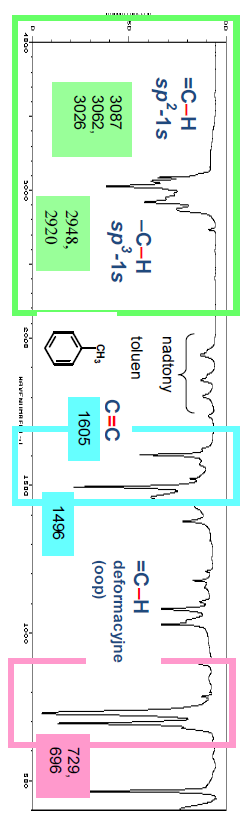 =C–H
sp²-1s
3087
3062,
3026
–C–H
sp³-1s
2948,
2920
nadtony
toluen
CH₃
C=C
1605
1496
=C–H
deformacyjne
(oop)
729,
696
4000
3000
2000
1500
1000
500